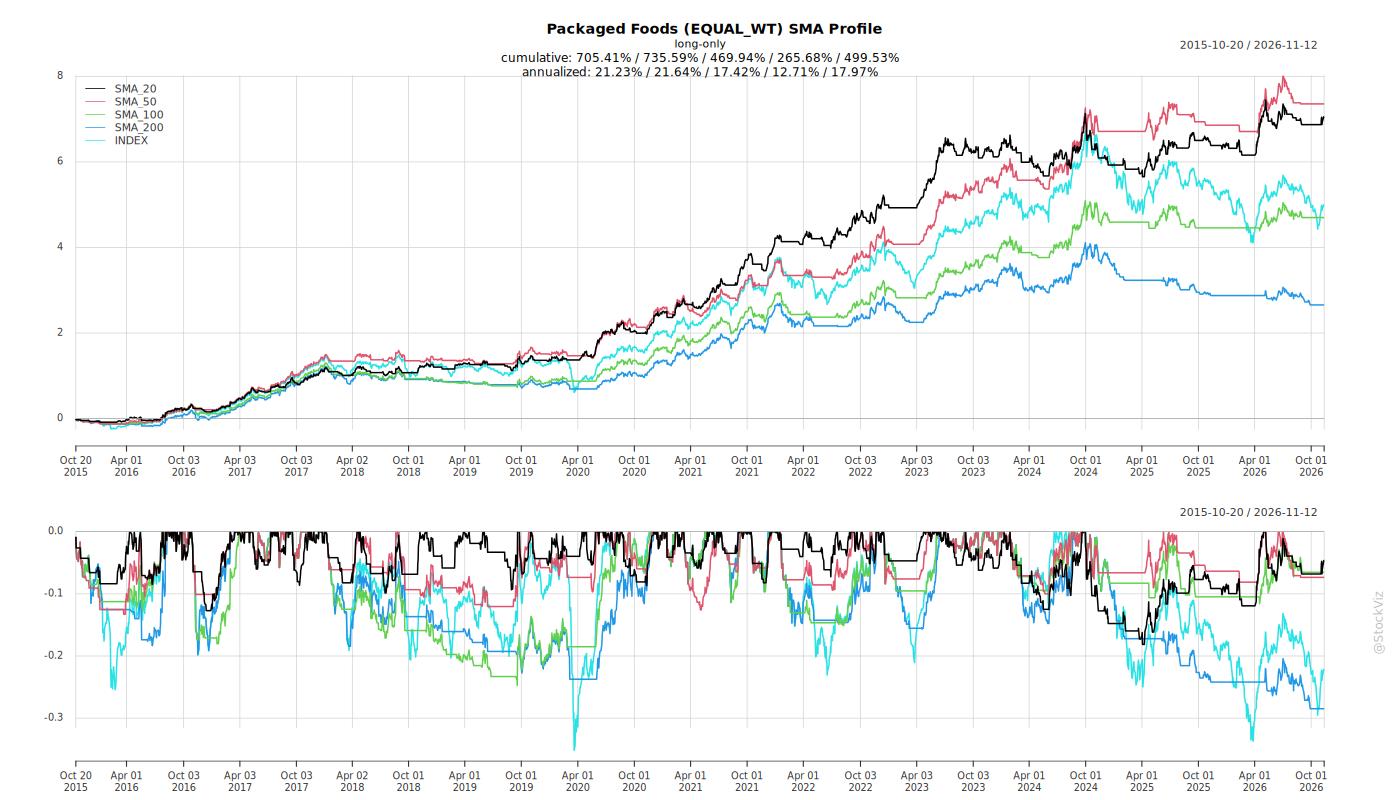 Packaged Foods (EQUAL_WT) SMA Profile
long-only
cumulative: 705.41% / 735.59% / 469.94% / 265.68% / 499.53%
annualized: 21.23% / 21.64% / 17.42% / 12.71% / 17.97%
2015-10-20 / 2026-11-12
SMA_20
SMA_50
SMA_100
SMA_200
INDEX
8
6
4
2
0
Oct 20 Apr 01 Oct 03 Apr 03 Oct 03 Apr 02 Oct 01 Apr 01 Oct 01 Apr 01 Oct 01 Apr 01 Oct 01 Apr 01 Oct 03 Apr 03 Oct 03 Apr 01 Oct 01 Apr 01 Oct 01 Apr 01 Oct 01
2015 2016 2016 2017 2017 2018 2018 2019 2019 2020 2020 2021 2021 2022 2022 2023 2023 2024 2024 2025 2025 2026 2026
2015-10-20 / 2026-11-12
0.0
-0.1
-0.2
-0.3
Oct 20 Apr 01 Oct 03 Apr 03 Oct 03 Apr 02 Oct 01 Apr 01 Oct 01 Apr 01 Oct 01 Apr 01 Oct 01 Apr 01 Oct 03 Apr 03 Oct 03 Apr 01 Oct 01 Apr 01 Oct 01 Apr 01 Oct 01
2015 2016 2016 2017 2017 2018 2018 2019 2019 2020 2020 2021 2021 2022 2022 2023 2023 2024 2024 2025 2025 2026 2026
@StockViz